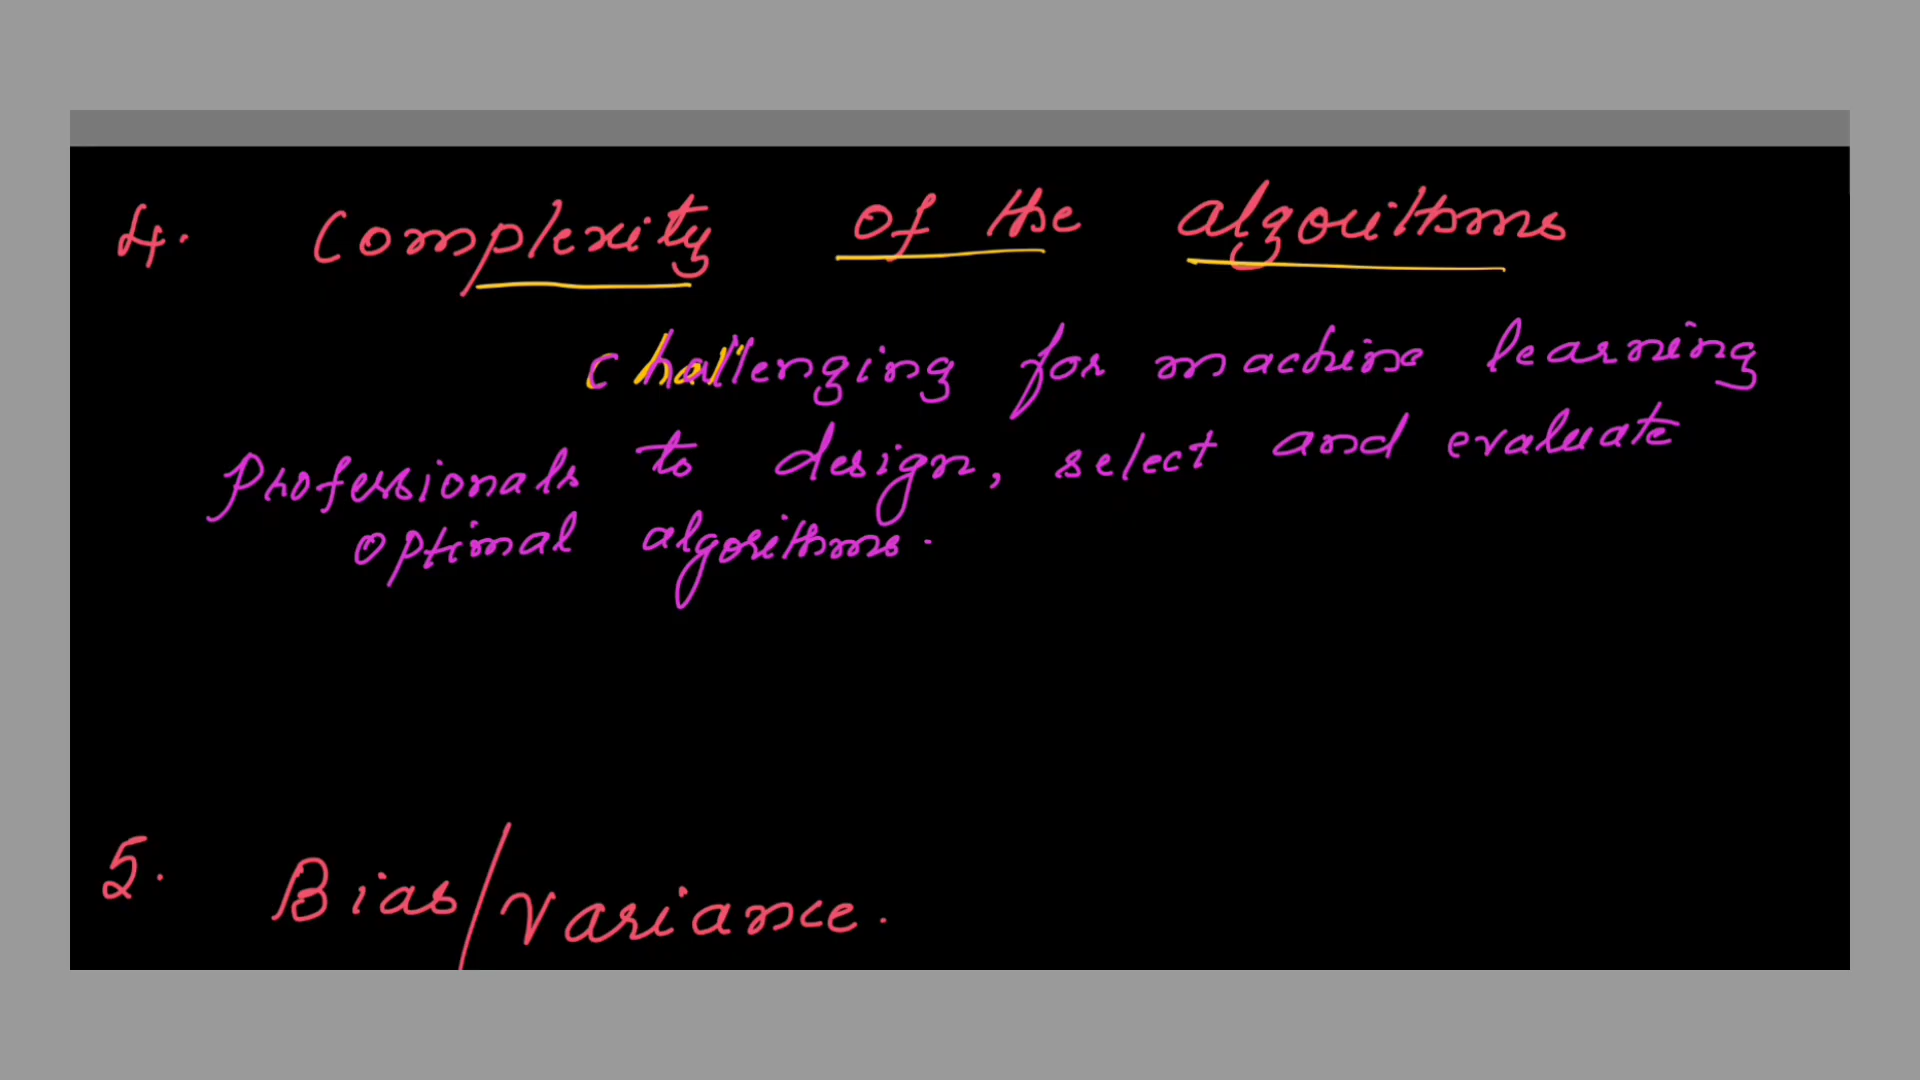 4. Complexity of the algorithms
challenging for machine learning
Professionals to design, select and evaluate
optimal algorithms.
5. Bias/Variance.